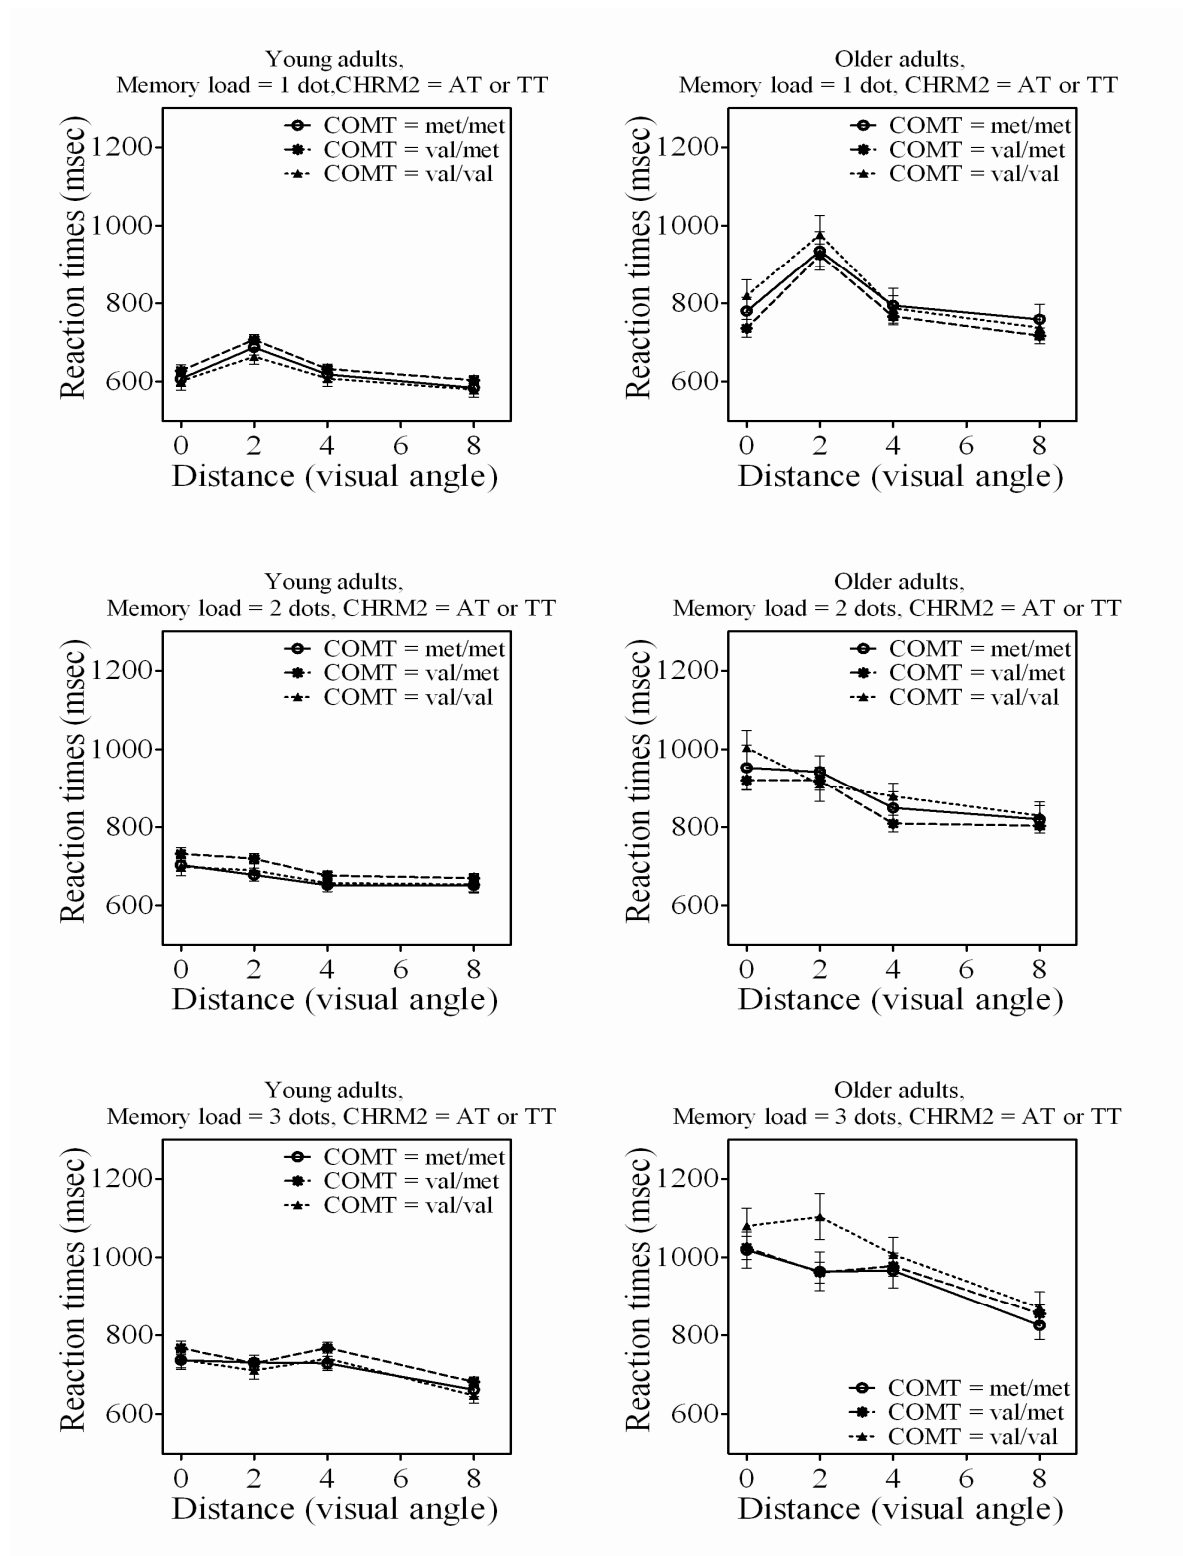 Young adults,
Memory load = 1 dot,CHRM2 = AT or TT
COMT = met/met
COMT = val/met
COMT = val/val
1200
1000
800
600
Reaction times (msec)
0 2 4 6 8
Distance (visual angle)
Older adults,
Memory load = 1 dot, CHRM2 = AT or TT
COMT = met/met
COMT = val/met
COMT = val/val
1200
1000
800
600
Reaction times (msec)
0 2 4 6 8
Distance (visual angle)
Young adults,
Memory load = 2 dots, CHRM2 = AT or TT
COMT = met/met
COMT = val/met
COMT = val/val
1200
1000
800
600
Reaction times (msec)
0 2 4 6 8
Distance (visual angle)
Older adults,
Memory load = 2 dots, CHRM2 = AT or TT
COMT = met/met
COMT = val/met
COMT = val/val
1200
1000
800
600
Reaction times (msec)
0 2 4 6 8
Distance (visual angle)
Young adults,
Memory load = 3 dots, CHRM2 = AT or TT
COMT = met/met
COMT = val/met
COMT = val/val
1200
1000
800
600
Reaction times (msec)
0 2 4 6 8
Distance (visual angle)
Older adults,
Memory load = 3 dots, CHRM2 = AT or TT
1200
1000
800
600
Reaction times (msec)
COMT = met/met
COMT = val/met
COMT = val/val
0 2 4 6 8
Distance (visual angle)